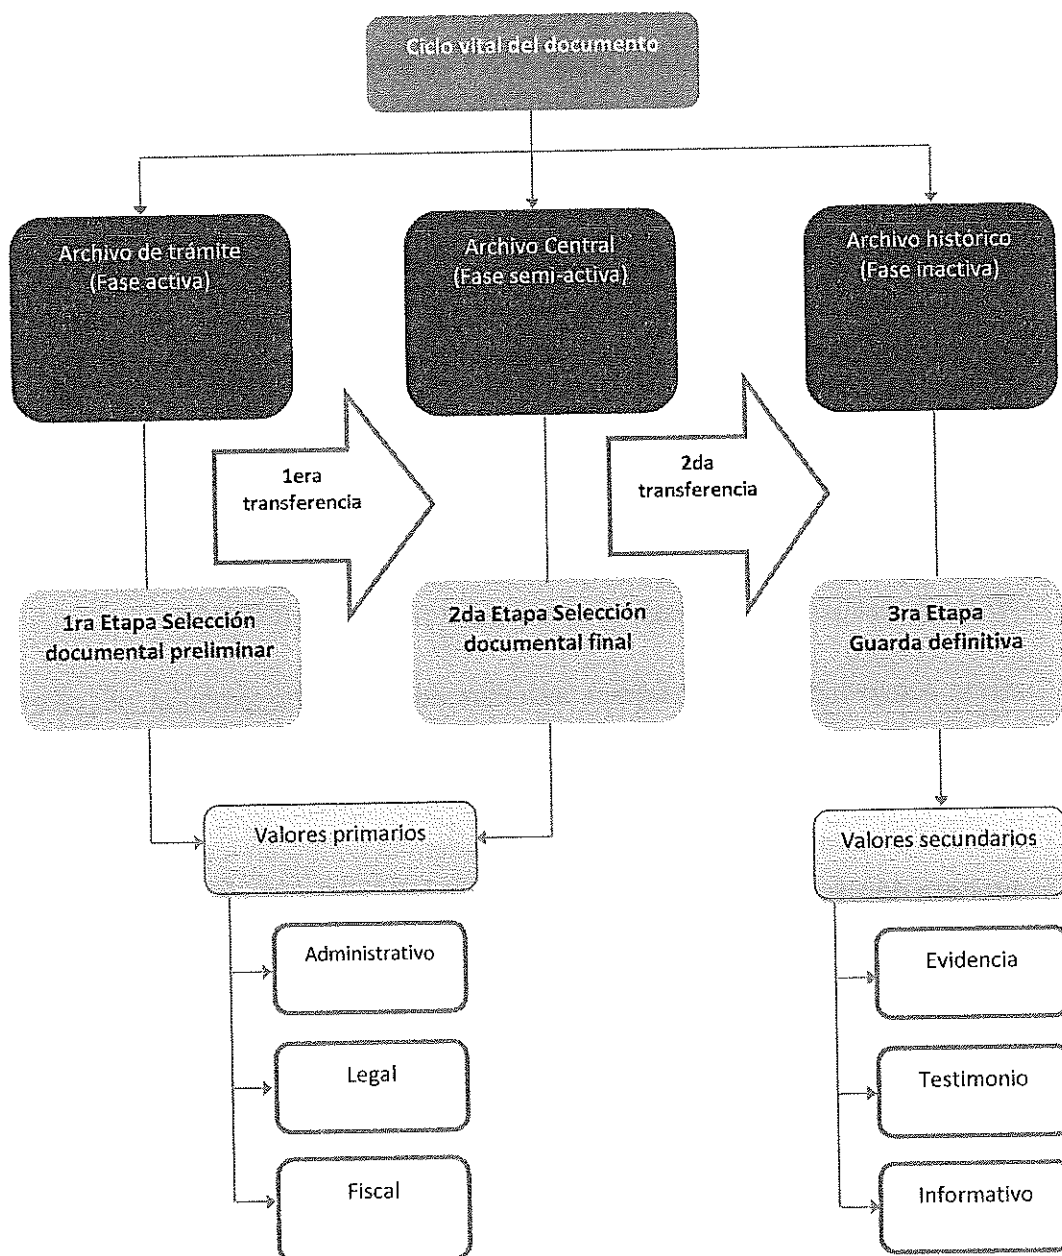 Ciclo vital del documento
Archivo de trámite
(Fase activa)
Archivo Central
(Fase semi-activa)
Archivo histórico
(Fase inactiva)
1era
transferencia
2da
transferencia
1ra Etapa Selección
documental preliminar
2da Etapa Selección
documental final
3ra Etapa
Guarda definitiva
Valores primarios
Administrativo
Legal
Fiscal
Valores secundarios
Evidencia
Testimonio
Informativo